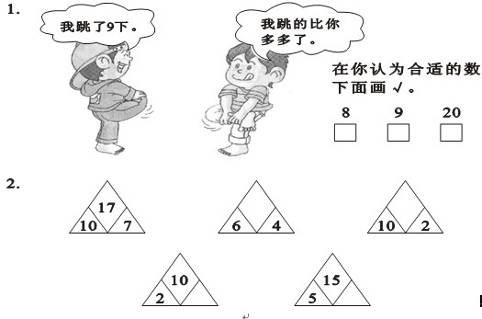 1.
我跳了9下。
我跳的比你
多多了。
在你认为合适的数
下面画✓。
8 9 20
2.
17
10 7
6 4
10 2
10
2
15
5